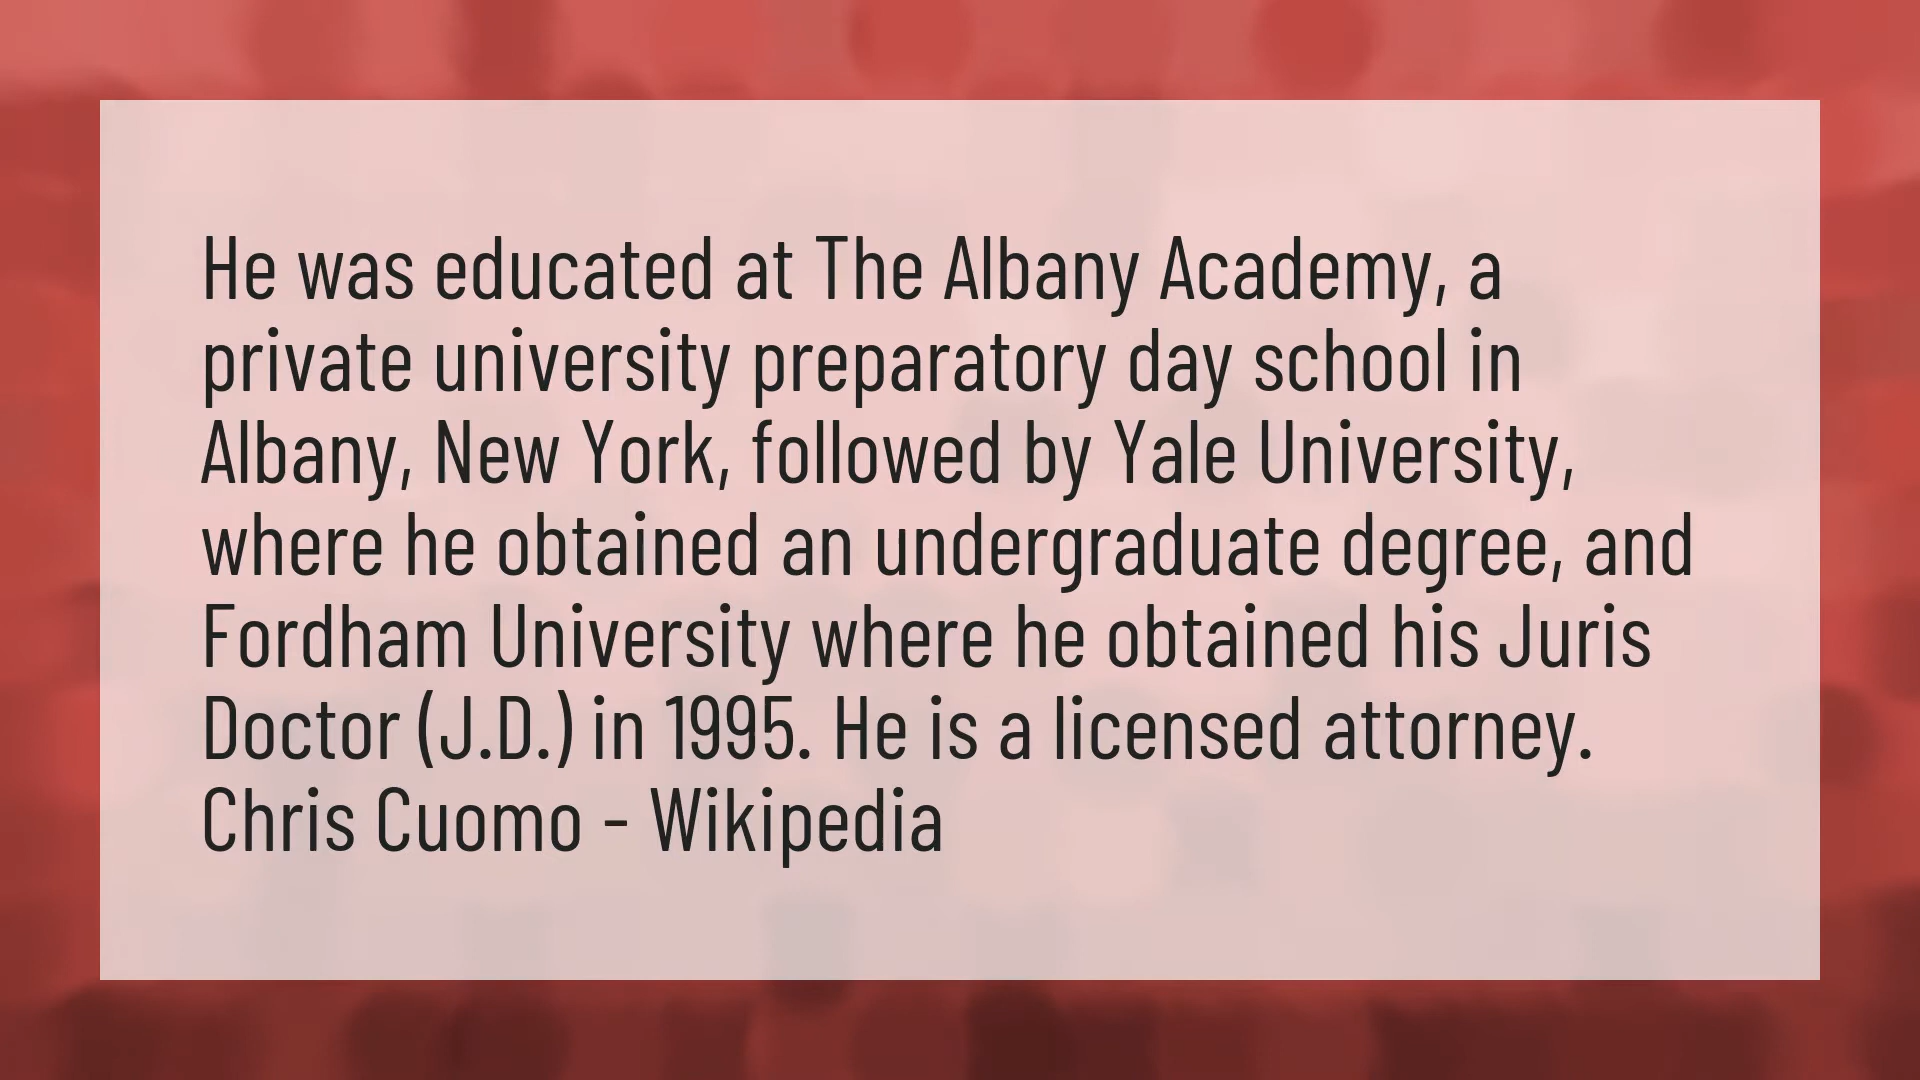 He was educated at The Albany Academy, a
private university preparatory day school in
Albany, New York, followed by Yale University,
where he obtained an undergraduate degree, and
Fordham University where he obtained his Juris
Doctor (J.D.) in 1995. He is a licensed attorney.
Chris Cuomo - Wikipedia